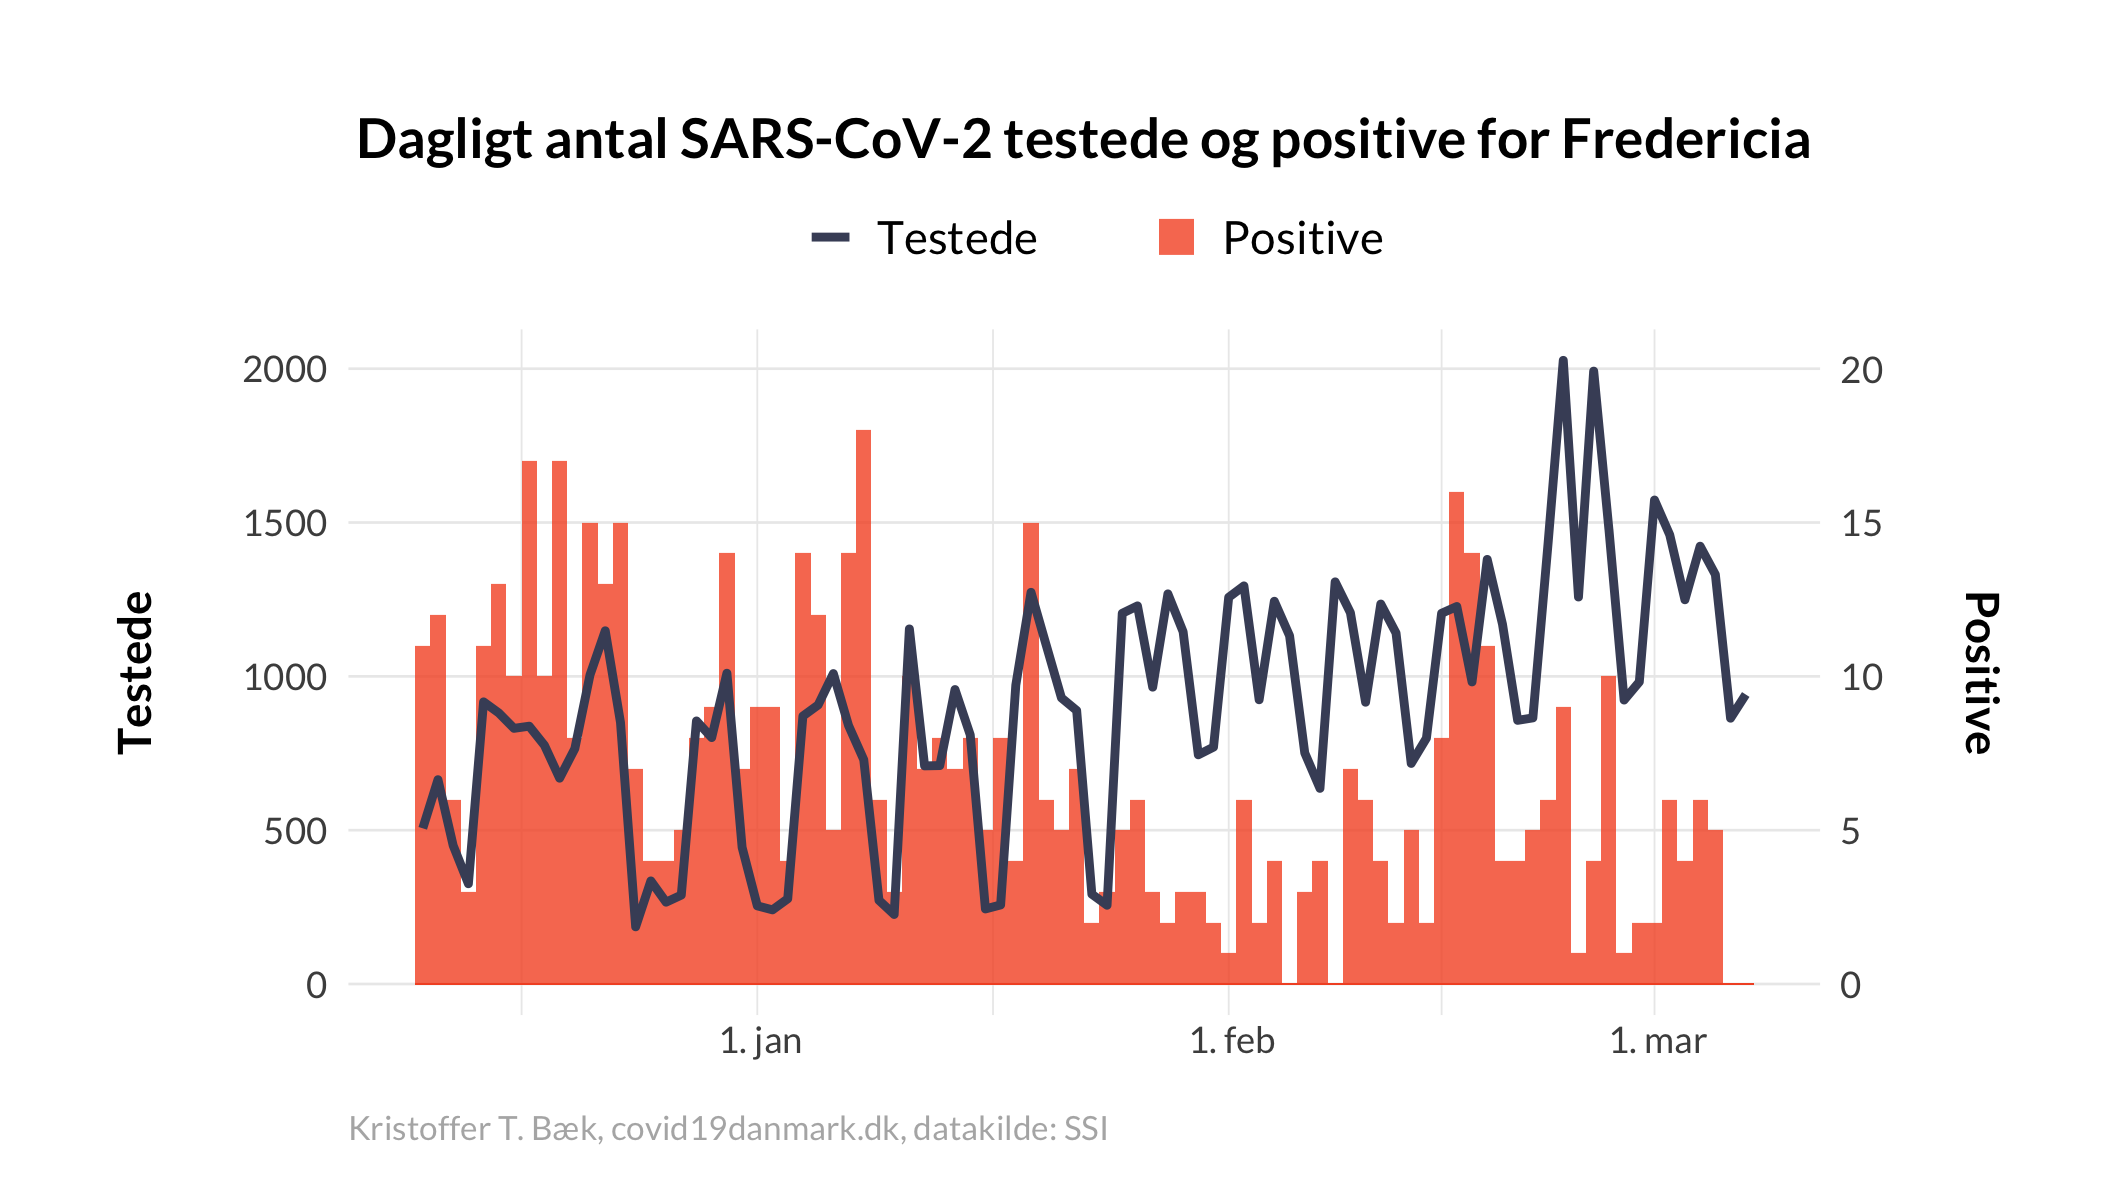 Dagligt antal SARS-CoV-2 testede og positive for Fredericia
Testede Positive
2000 20
1500 15
1000 10
500 5
0 0
Testede
Positive
1. jan 1. feb 1. mar
Kristoffer T. Bæk, covid19danmark.dk, datakilde: SSI